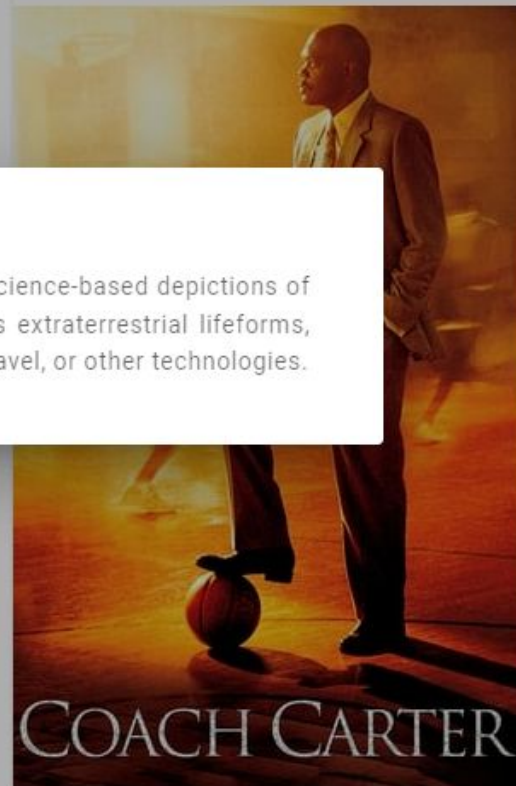 cience-based depictions of
s extraterrestrial lifeforms,
avel, or other technologies.
COACH CARTER